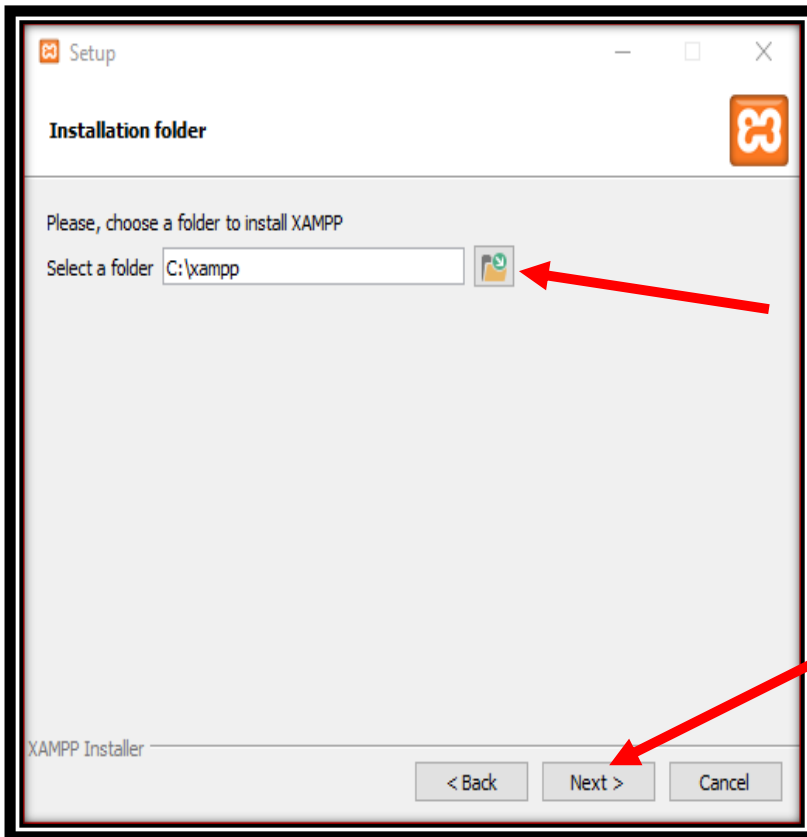 Setup
Installation folder
Please, choose a folder to install XAMPP
Select a folder C:\xampp
XAMPP Installer
< Back Next > Cancel